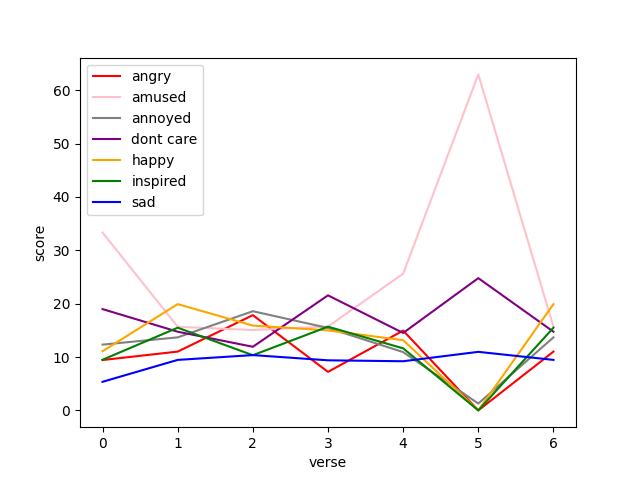 angry
amused
annoyed
dont care
happy
inspired
sad
score
60
50
40
30
20
10
0
0 1 2 3 4 5 6
verse